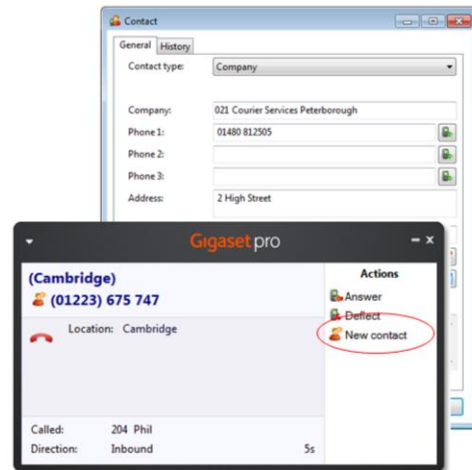 Contact
General History
Contact type: Company
Company: 021 Courier Services Peterborough
Phone 1: 01480 812505
Phone 2:
Phone 3:
Address: 2 High Street
Gigaset pro
(Cambridge)
(01223) 675 747
Location: Cambridge
Called: 204 Phil
Direction: Inbound 5s
Actions
Answer
Deflect
New contact